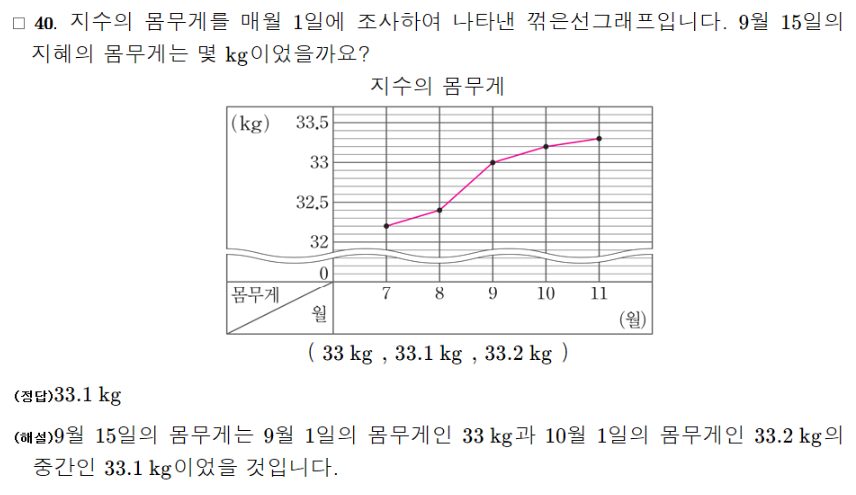 □ 40. 지수의 몸무게를 매월 1일에 조사하여 나타낸 꺾은선그래프입니다. 9월 15일의
지혜의 몸무게는 몇 kg이었을까요?
지수의 몸무게
(kg) 33.5
33
32.5
32
0
몸무게 7 8 9 10 11
월 (월)
( 33 kg , 33.1 kg , 33.2 kg )
(정답)33.1 kg
(해설)9월 15일의 몸무게는 9월 1일의 몸무게인 33 kg과 10월 1일의 몸무게인 33.2 kg의
중간인 33.1 kg이었을 것입니다.